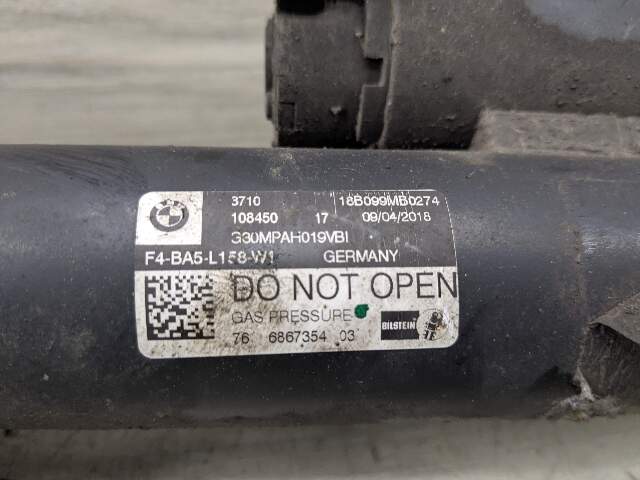 BMW
3710 18B099MB0274
108450 17 09/04/2018
G30MPAH019VBI
F4-BA5-L158-W1 GERMANY
DO NOT OPEN
GAS PRESSURE
76 6867354 03
BILSTEIN